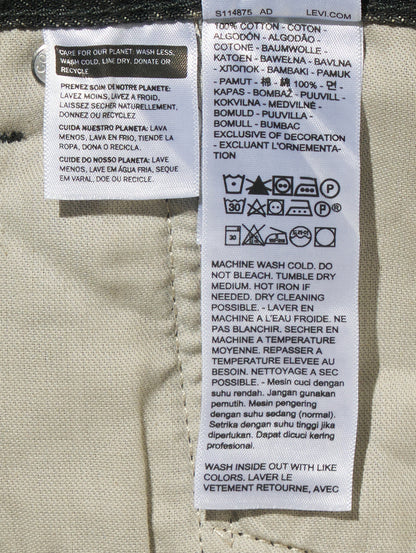 CARE FOR OUR PLANET: WASH LESS,
WASH COLD, LINE DRY, DONATE OR
RECYCLE
PRENEZ SOIN DE NOTRE PLANETE:
LAVEZ MOINS, LAVEZ A FROID,
LAISSEZ SECHER NATURELLEMENT,
DONNEZ OU RECYCLEZ
CUIDA NUESTRO PLANETA: LAVA
MENOS, LAVA EN FRIO, TIENDE LA
ROPA, DONA O RECICLA.
CUIDE DO NOSSO PLANETA: LAVE
MENOS, LAVE EM ÁGUA FRIA, SEQUE
EM VARAL, DOE OU RECICLE.
S114875 AD LEVI.COM
100% COTTON - COTON -
ALGODÓN - ALGODÃO -
COTONE - BAUMWOLLE -
KATOEN - BAWEŁNA - BAVLNA
- ХЛОПОК - BAMBAKI - PAMUK
- PAMUT - 棉 - 綿 100% - 면 -
KAPAS - BOMBAŽ - PUUVILL -
KOKVILNA - MEDVILNĖ -
BOMULD - PUUVILLA -
BOMULL - BUMBAC
EXCLUSIVE OF DECORATION
- EXCLUANT L'ORNEMENTA-
TION
P
30 P
30
MACHINE WASH COLD. DO
NOT BLEACH. TUMBLE DRY
MEDIUM. HOT IRON IF
NEEDED. DRY CLEANING
POSSIBLE. - LAVER EN
MACHINE A L'EAU FROIDE. NE
PAS BLANCHIR. SECHER EN
MACHINE A TEMPERATURE
MOYENNE. REPASSER A
TEMPERATURE ELEVEE AU
BESOIN. NETTOYAGE A SEC
POSSIBLE. - Mesin cuci dengan
suhu rendah. Jangan gunakan
pemutih. Mesin pengering
dengan suhu sedang (normal).
Setrika dengan suhu tinggi jika
diperlukan. Dapat dicuci kering
profesional.
WASH INSIDE OUT WITH LIKE
COLORS. LAVER LE
VETEMENT RETOURNE, AVEC